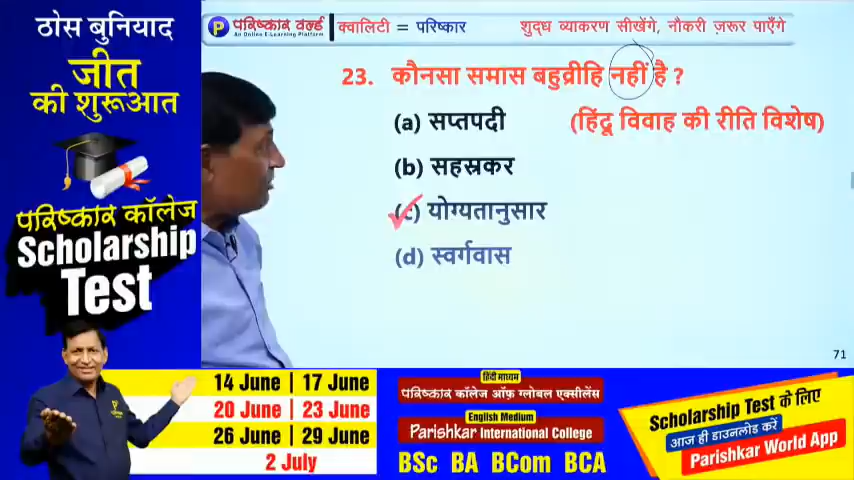 ठोस बुनियाद
जीत
की शुरूआत
परिष्कार कॉलेज
Scholarship
Test
P परिष्कार वर्ल्ड
An Online E-Learning Platform
क्वालिटी = परिष्कार
शुद्ध व्याकरण सीखेंगे, नौकरी ज़रूर पाएँगे
23. कौनसा समास बहुव्रीहि नहीं है ?
(a) सप्तपदी (हिंदू विवाह की रीति विशेष)
(b) सहस्रकर
(c) योग्यतानुसार
(d) स्वर्गवास
71
14 June | 17 June
20 June | 23 June
26 June | 29 June
2 July
हिंदी माध्यम
परिष्कार कॉलेज ऑफ़ ग्लोबल एक्सीलेंस
English Medium
Parishkar International College
BSc BA BCom BCA
Scholarship Test के लिए
आज ही डाउनलोड करें
Parishkar World App